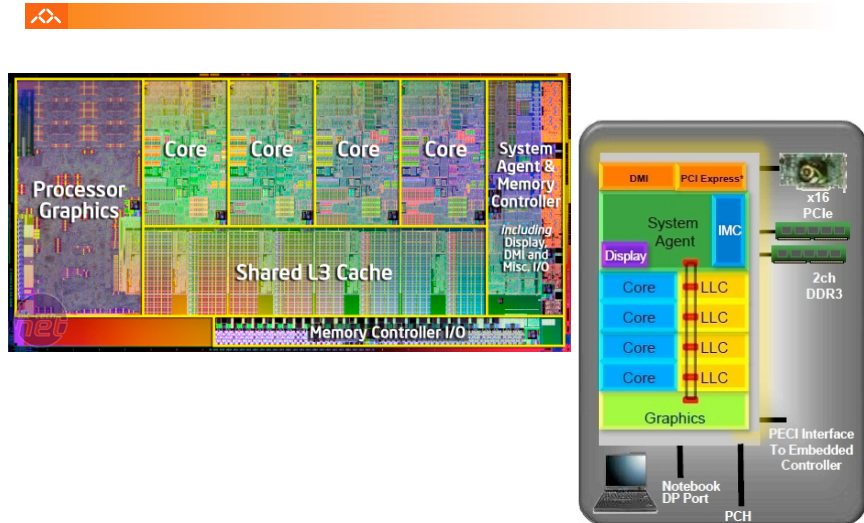 Processor
Graphics
Core
Core
Core
Core
System
Agent &
Memory
Controller
Including
Display,
DMI and
Misc. I/O
Shared L3 Cache
Memory Controller I/O
net
DMI
PCI Express*
System
Agent
IMC
Display
Core
LLC
Core
LLC
Core
LLC
Core
LLC
Graphics
x16
PCIe
2ch
DDR3
PECI Interface
To Embedded
Controller
Notebook
DP Port
PCH